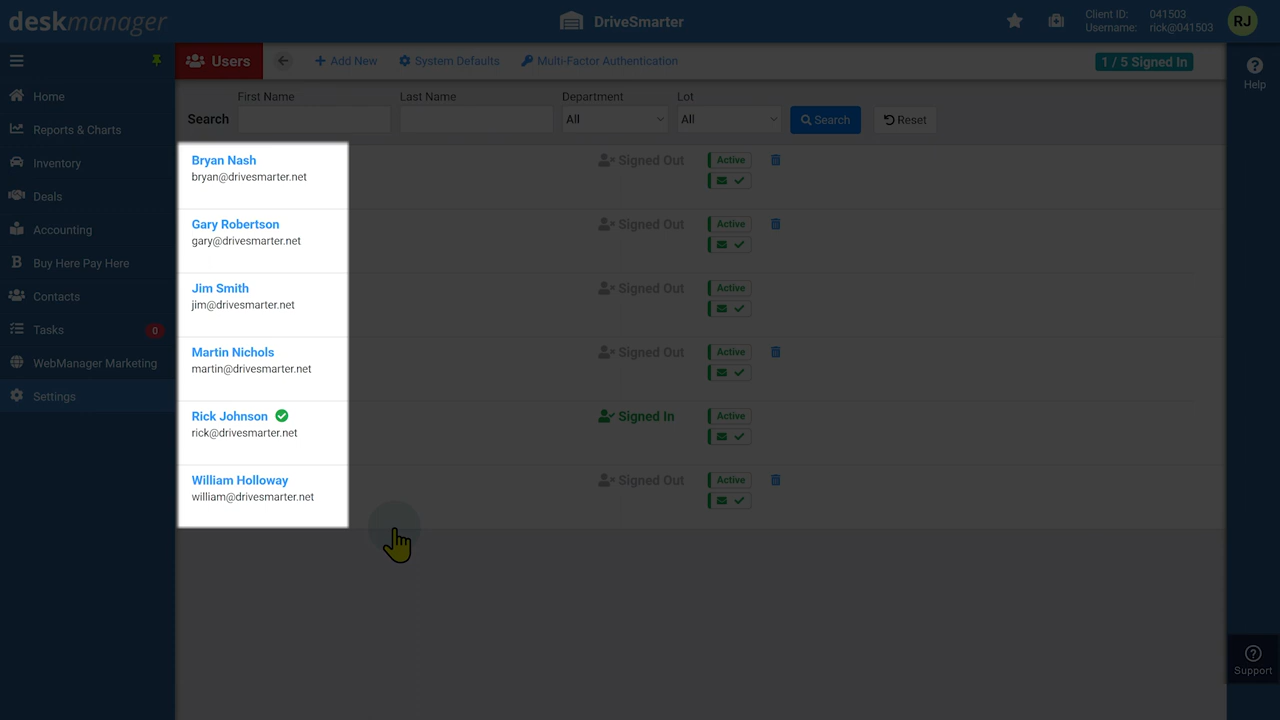 deskmanager
DriveSmarter
Client ID: 041503
Username: rick@041503
RJ
Users
Add New
System Defaults
Multi-Factor Authentication
1 / 5 Signed In
Help
Home
Reports & Charts
Inventory
Deals
Accounting
Buy Here Pay Here
Contacts
Tasks 0
WebManager Marketing
Settings
First Name Last Name Department Lot
Search All All Search Reset
Bryan Nash Signed Out Active
bryan@drivesmarter.net
Gary Robertson Signed Out Active
gary@drivesmarter.net
Jim Smith Signed Out Active
jim@drivesmarter.net
Martin Nichols Signed Out Active
martin@drivesmarter.net
Rick Johnson Signed In Active
rick@drivesmarter.net
William Holloway Signed Out Active
william@drivesmarter.net
Support